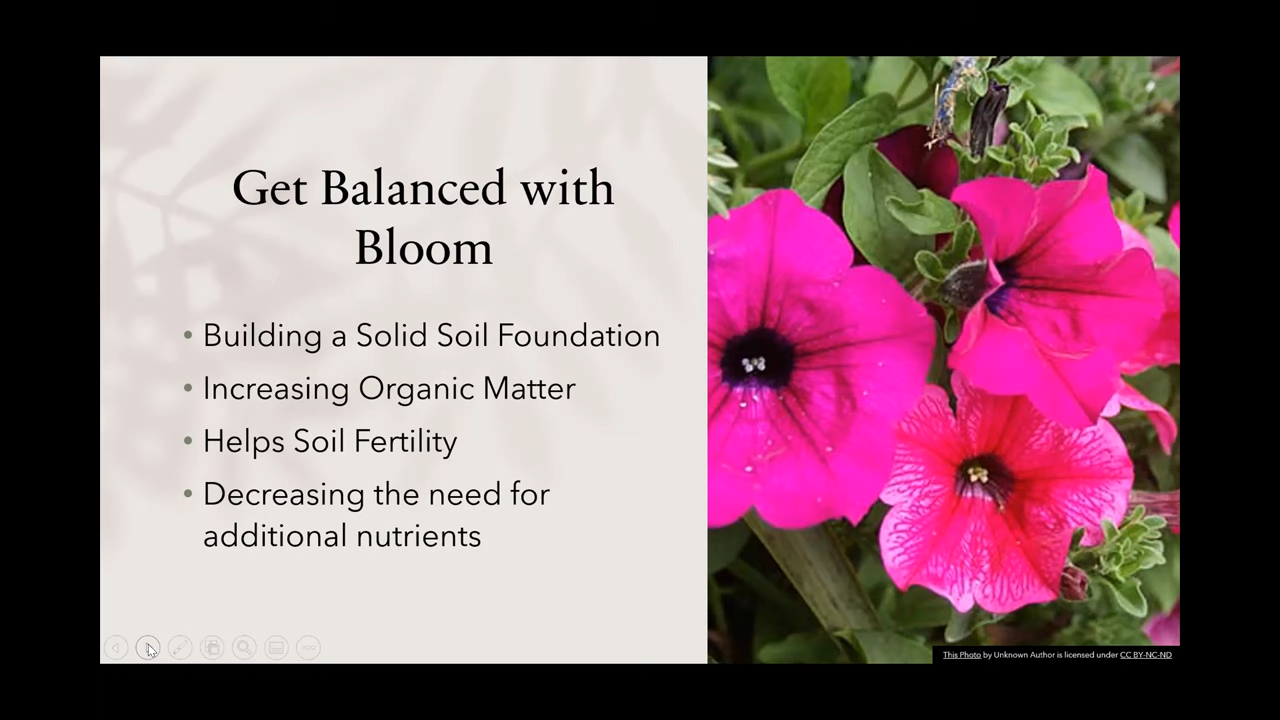 Get Balanced with
Bloom
• Building a Solid Soil Foundation
• Increasing Organic Matter
• Helps Soil Fertility
• Decreasing the need for
additional nutrients
This Photo by Unknown Author is licensed under CC BY-NC-ND